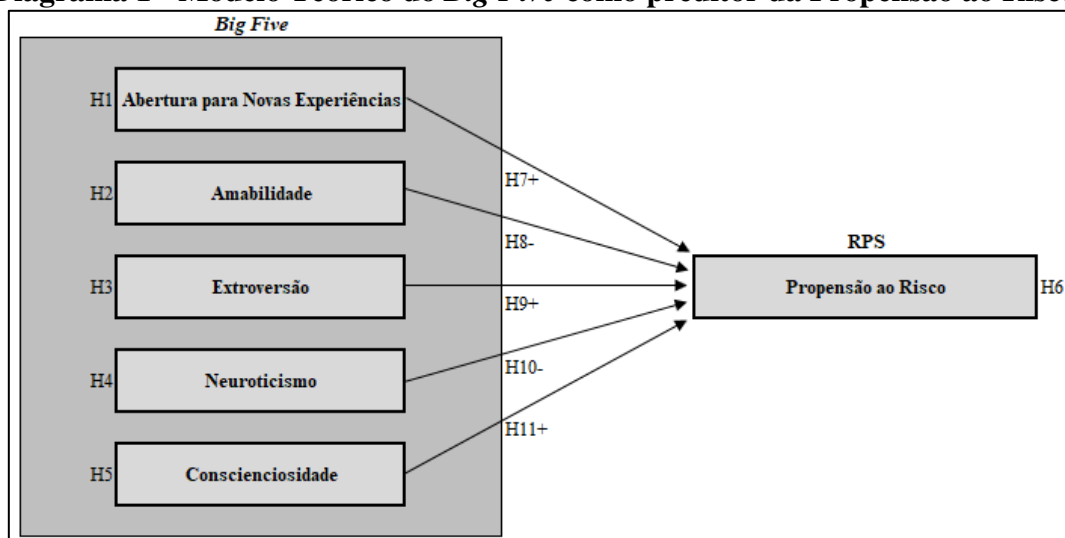 Big Five
H1 Abertura para Novas Experiências
H7+
H2 Amabilidade
H8-
RPS
H3 Extroversão
Propensão ao Risco H6
H9+
H4 Neuroticismo
H10-
H11+
H5 Conscienciosidade